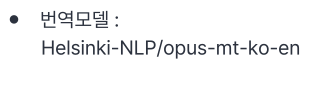 • 번역모델 :
Helsinki-NLP/opus-mt-ko-en